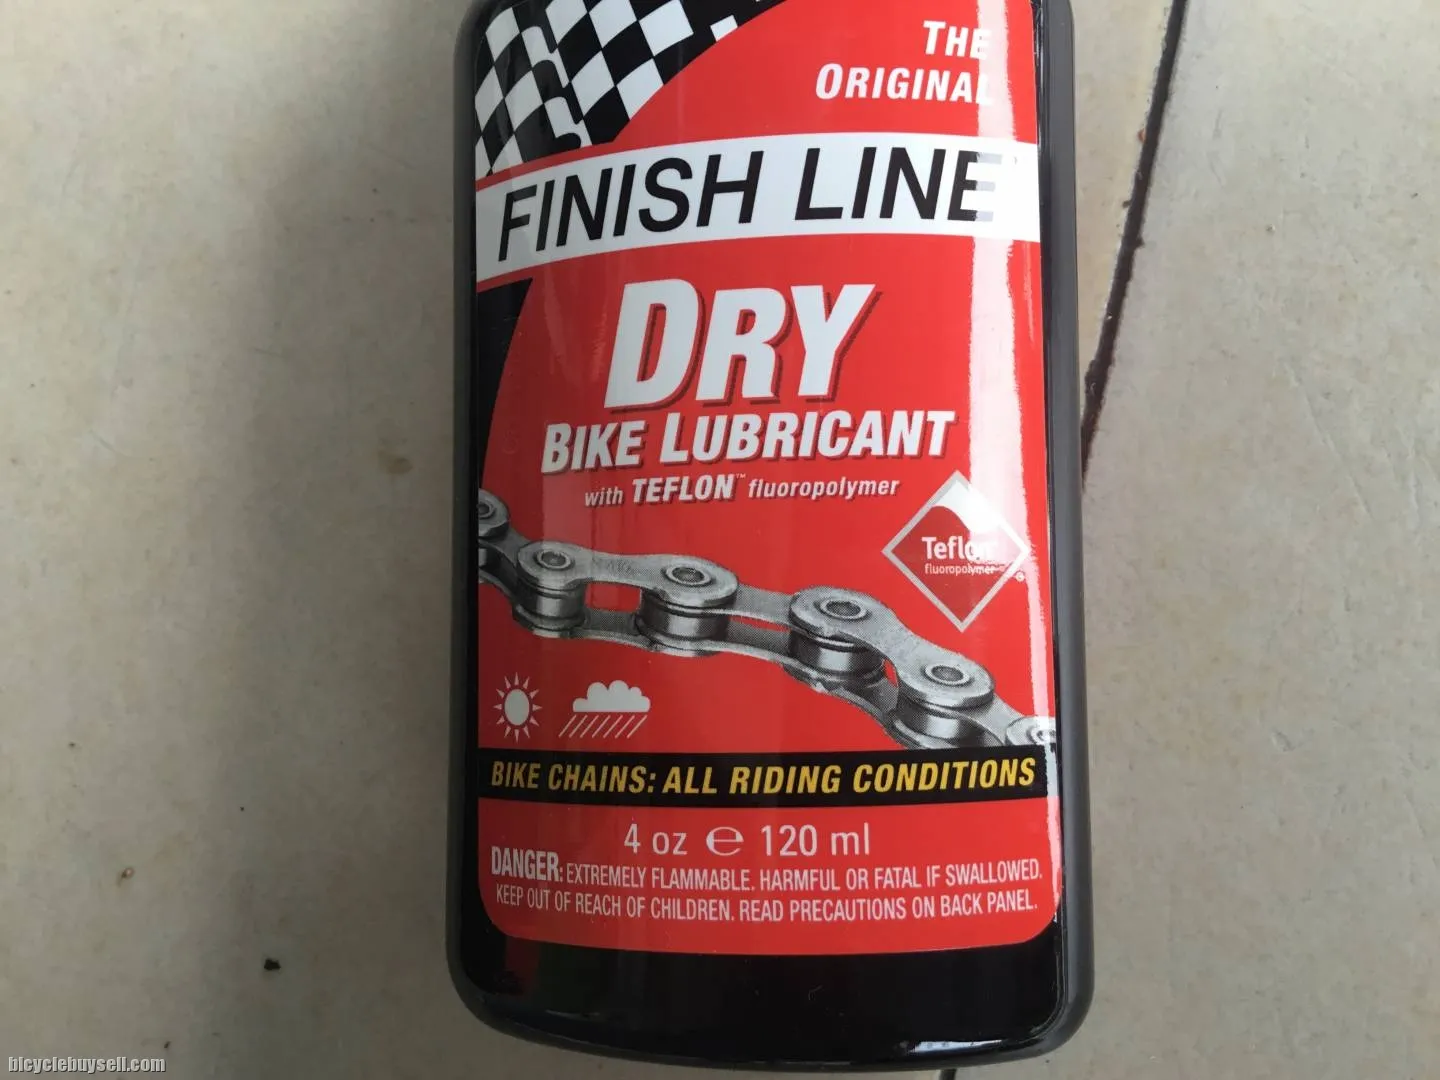 THE
ORIGINAL
FINISH LINE
DRY
BIKE LUBRICANT
with TEFLON™ fluoropolymer
Teflon
fluoropolymer
BIKE CHAINS: ALL RIDING CONDITIONS
4 oz ℮ 120 ml
DANGER: EXTREMELY FLAMMABLE. HARMFUL OR FATAL IF SWALLOWED.
KEEP OUT OF REACH OF CHILDREN. READ PRECAUTIONS ON BACK PANEL.
bicyclebuysell.com